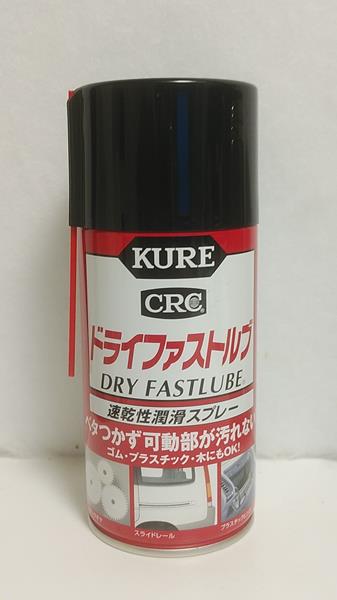 KURE
CRC®
ドライファストルブ
DRY FASTLUBE®
速乾性潤滑スプレー
ベタつかず可動部が汚れない
ゴム・プラスチック・木にもOK!
スライドレール